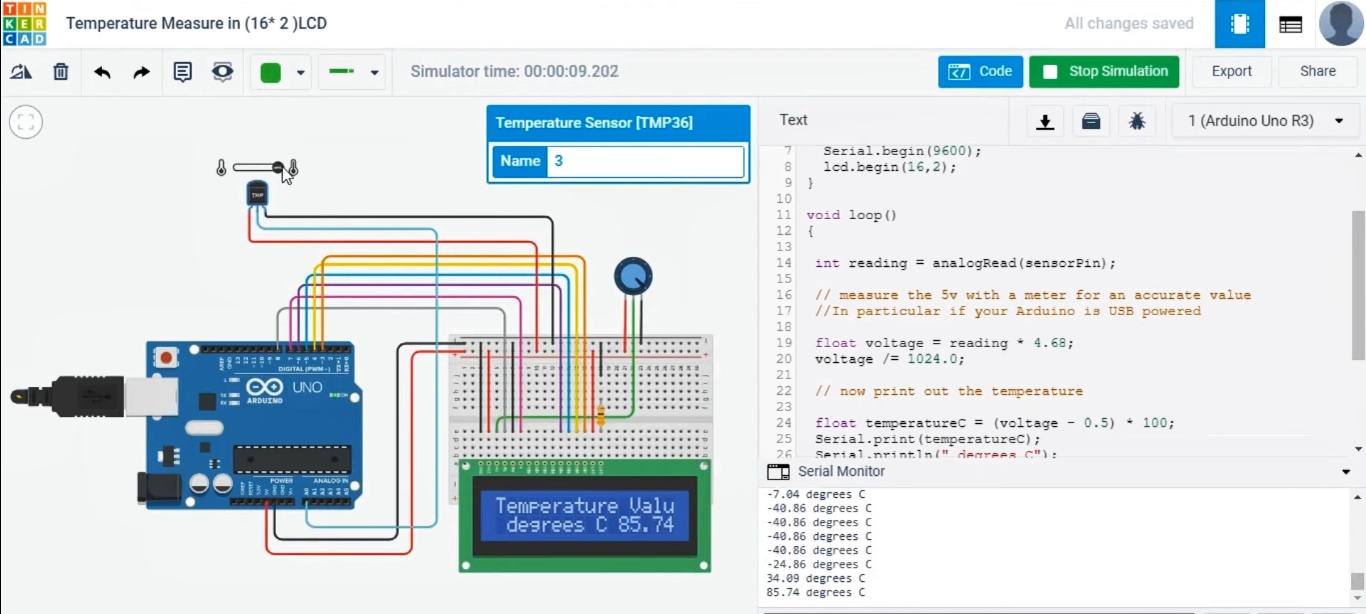 TIN
KER
CAD
Temperature Measure in (16* 2 )LCD
All changes saved
Simulator time: 00:00:09.202
Code
Stop Simulation
Export
Share
Temperature Sensor [TMP36]
Name 3
TMP
DIGITAL (PWM~)
UNO
ARDUINO
POWER
ANALOG IN
Temperature Valu
degrees C 85.74
Text
1 (Arduino Uno R3)
7 Serial.begin(9600);
8 lcd.begin(16,2);
9 }
10
11 void loop()
12 {
13
14 int reading = analogRead(sensorPin);
15
16 // measure the 5v with a meter for an accurate value
17 //In particular if your Arduino is USB powered
18
19 float voltage = reading * 4.68;
20 voltage /= 1024.0;
21
22 // now print out the temperature
23
24 float temperatureC = (voltage - 0.5) * 100;
25 Serial.print(temperatureC);
26 Serial.println(" degrees C");
Serial Monitor
-7.04 degrees C
-40.86 degrees C
-40.86 degrees C
-40.86 degrees C
-40.86 degrees C
-24.86 degrees C
34.09 degrees C
85.74 degrees C